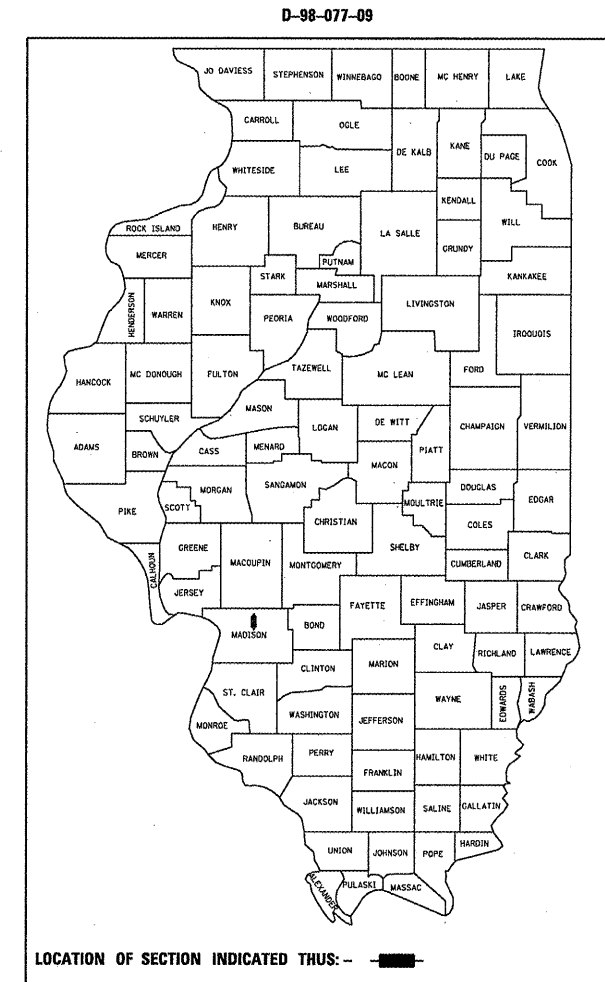 D-98-077-09
JO DAVIESS
STEPHENSON
WINNEBAGO
BOONE
MC HENRY
LAKE
CARROLL
OGLE
DE KALB
KANE
DU PAGE
COOK
WHITESIDE
LEE
KENDALL
WILL
ROCK ISLAND
HENRY
BUREAU
LA SALLE
GRUNDY
MERCER
PUTNAM
STARK
MARSHALL
KANKAKEE
HENDERSON
WARREN
KNOX
PEORIA
WOODFORD
LIVINGSTON
IROQUOIS
HANCOCK
MC DONOUGH
FULTON
TAZEWELL
MC LEAN
FORD
SCHUYLER
MASON
LOGAN
DE WITT
CHAMPAIGN
VERMILION
ADAMS
BROWN
CASS
MENARD
MACON
PIATT
PIKE
SCOTT
MORGAN
SANGAMON
CHRISTIAN
MOULTRIE
DOUGLAS
EDGAR
COLES
CALHOUN
GREENE
MACOUPIN
MONTGOMERY
SHELBY
CUMBERLAND
CLARK
JERSEY
FAYETTE
EFFINGHAM
JASPER
CRAWFORD
MADISON
BOND
CLAY
RICHLAND
LAWRENCE
CLINTON
MARION
ST. CLAIR
WAYNE
EDWARDS
WABASH
MONROE
WASHINGTON
JEFFERSON
RANDOLPH
PERRY
HAMILTON
WHITE
FRANKLIN
JACKSON
WILLIAMSON
SALINE
GALLATIN
UNION
JOHNSON
POPE
HARDIN
ALEXANDER
PULASKI
MASSAC
LOCATION OF SECTION INDICATED THUS: -